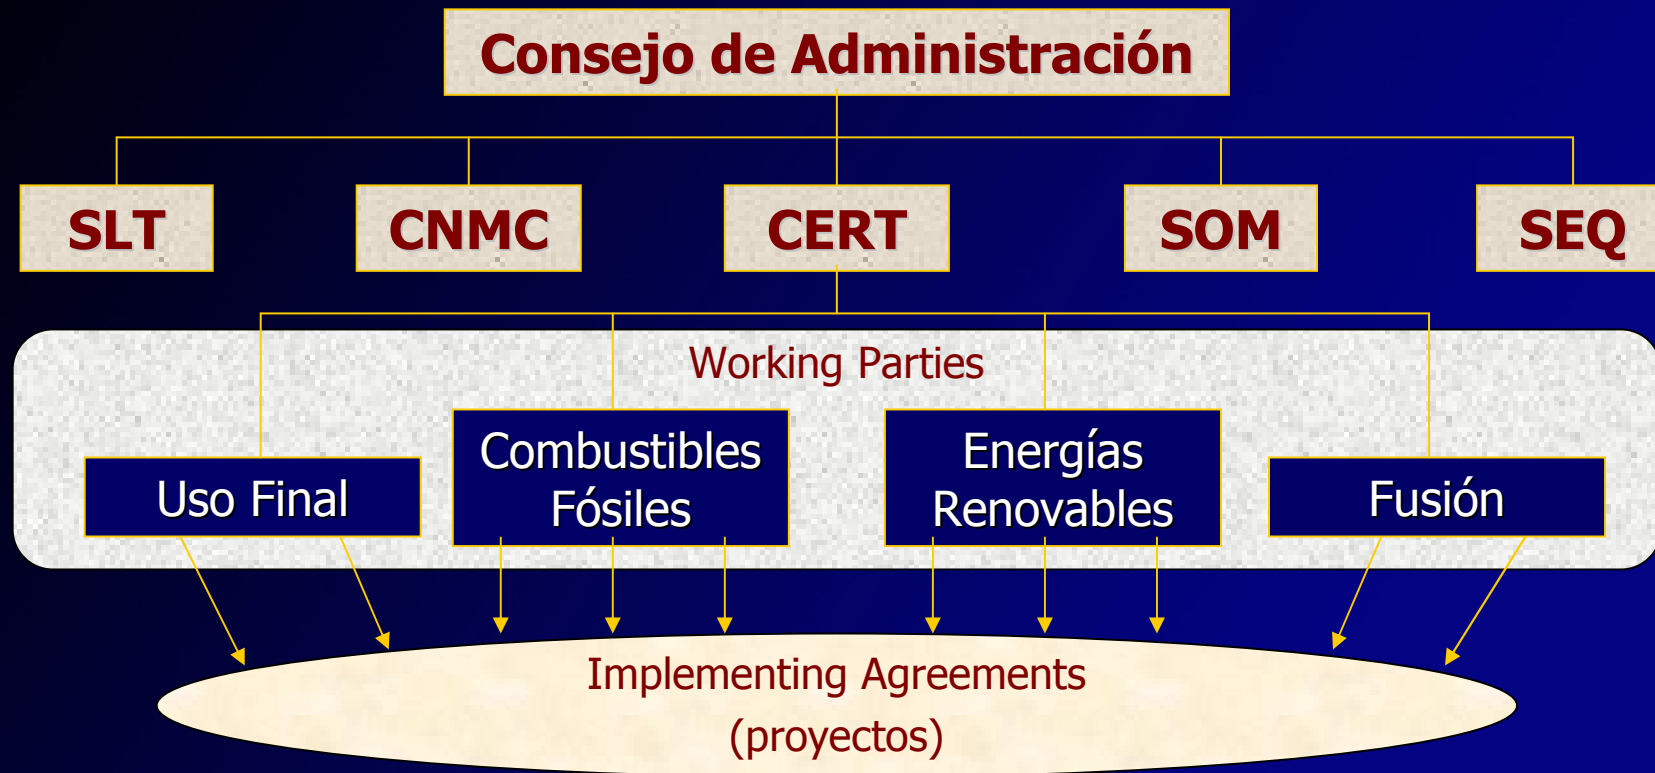 Consejo de Administración
SLT
CNMC
CERT
SOM
SEQ
Working Parties
Uso Final
Combustibles
Fósiles
Energías
Renovables
Fusión
Implementing Agreements
(proyectos)